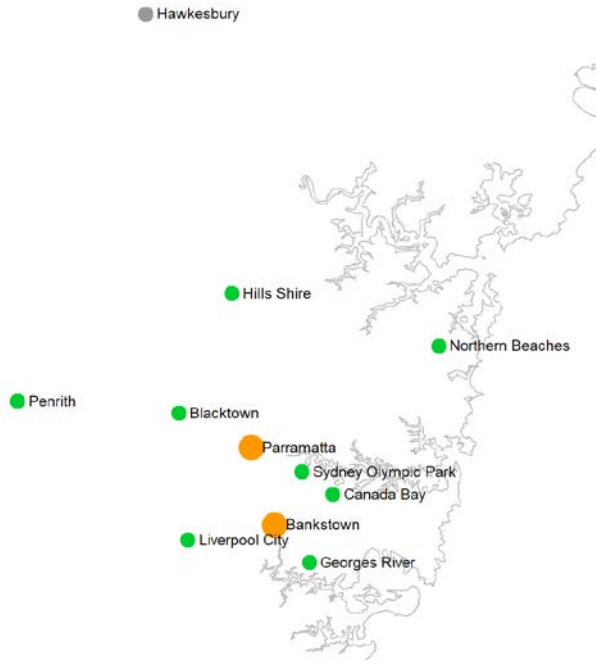 Hawkesbury
Hills Shire
Northern Beaches
Penrith
Blacktown
Parramatta
Sydney Olympic Park
Canada Bay
Bankstown
Liverpool City
Georges River